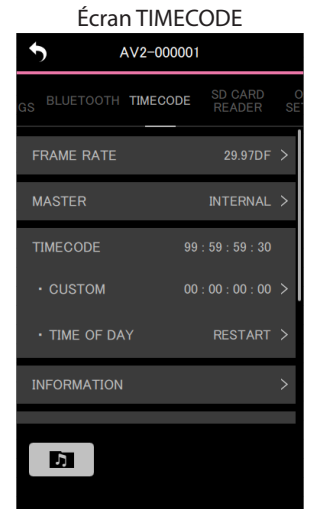 Écran TIMECODE
AV2-000001
GS BLUETOOTH TIMECODE SD CARD READER O SE
FRAME RATE 29.97DF >
MASTER INTERNAL >
TIMECODE 99 : 59 : 59 : 30
・CUSTOM 00 : 00 : 00 : 00 >
・TIME OF DAY RESTART >
INFORMATION >